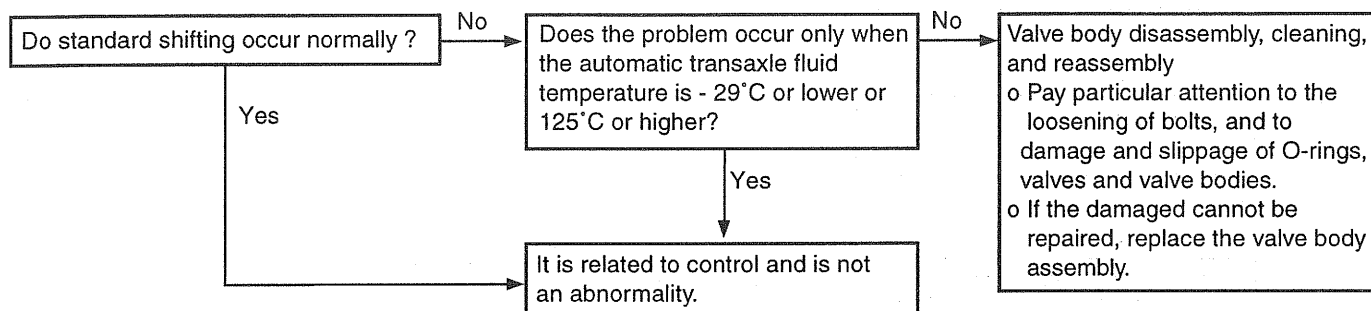 Do standard shifting occur normally ?
No
Does the problem occur only when
the automatic transaxle fluid
temperature is - 29°C or lower or
125°C or higher?
No
Valve body disassembly, cleaning,
and reassembly
o Pay particular attention to the
loosening of bolts, and to
damage and slippage of O-rings,
valves and valve bodies.
o If the damaged cannot be
repaired, replace the valve body
assembly.
Yes
Yes
It is related to control and is not
an abnormality.